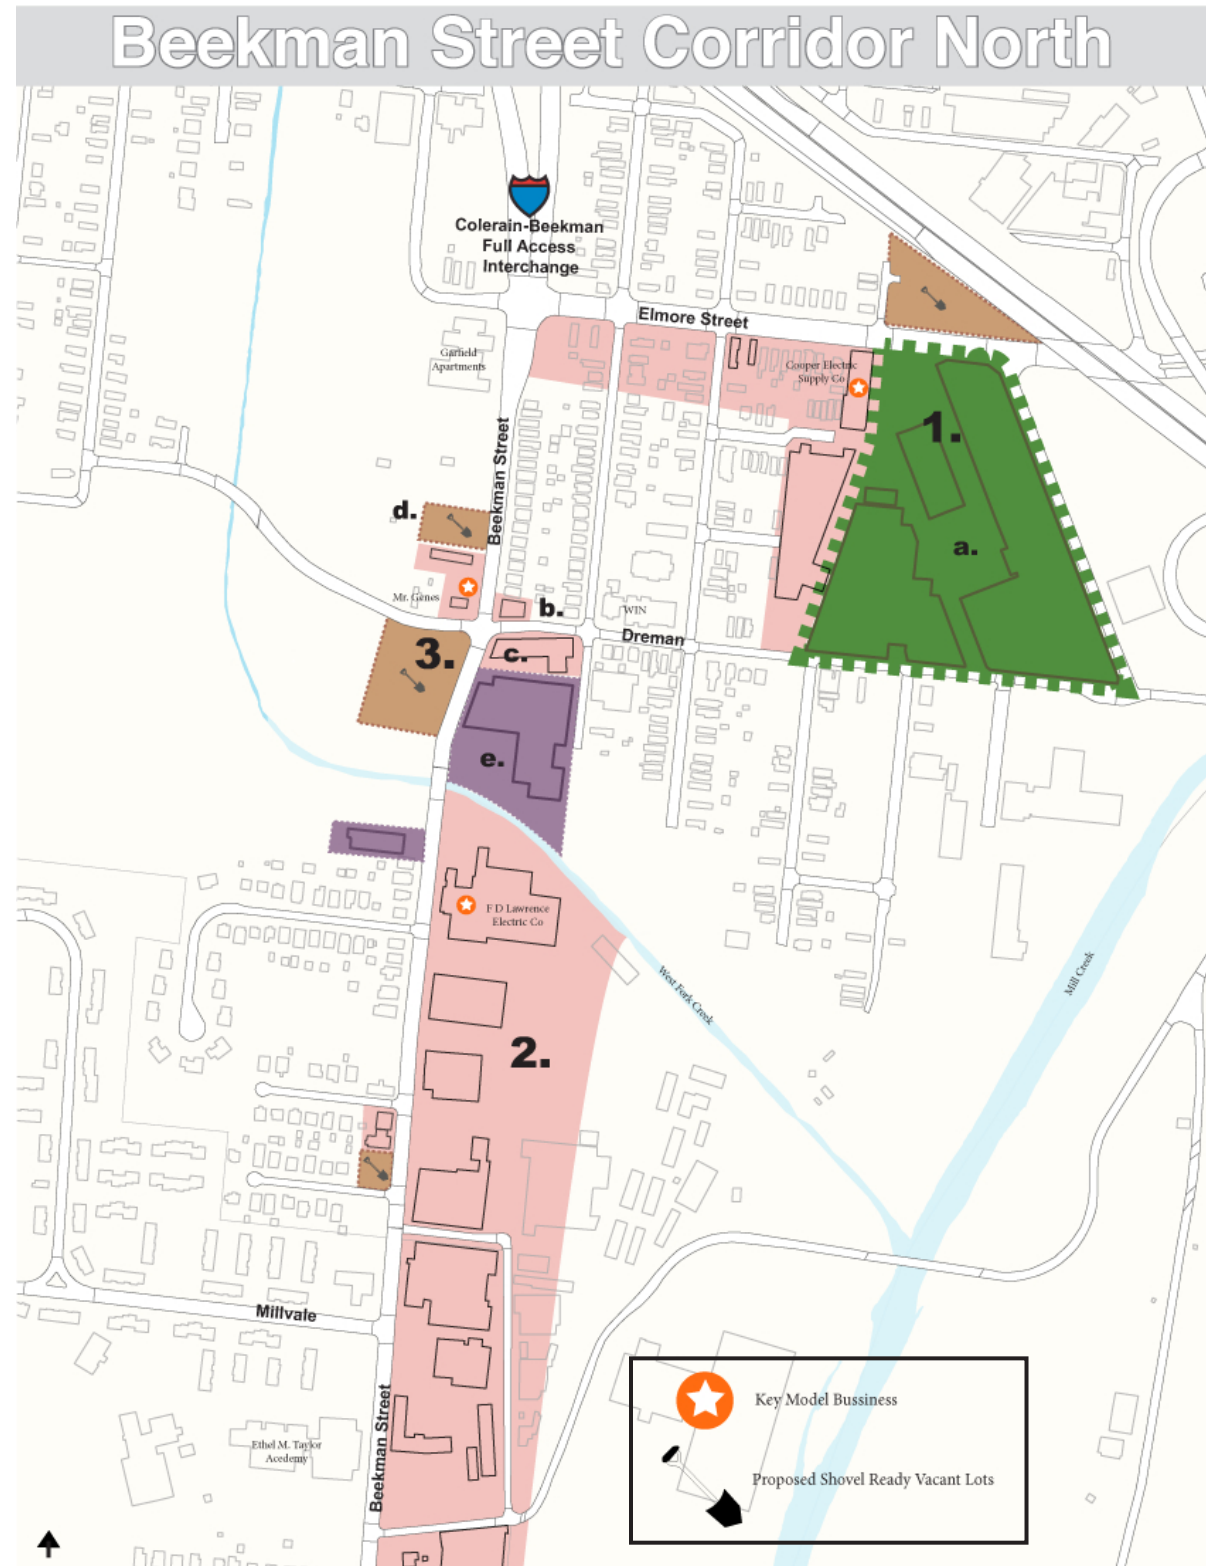 Beekman Street Corridor North
Colerain-Beekman
Full Access
Interchange
Elmore Street
Garfield
Apartments
Cooper Electric
Supply Co
1.
Beekman Street
d.
a.
Mr. Genes
b.
WIN
Dreman
3.
c.
e.
F D Lawrence
Electric Co
West Fork Creek
Mill Creek
2.
Millvale
Beekman Street
Ethel M. Taylor
Acedemy
Key Model Bussiness
Proposed Shovel Ready Vacant Lots